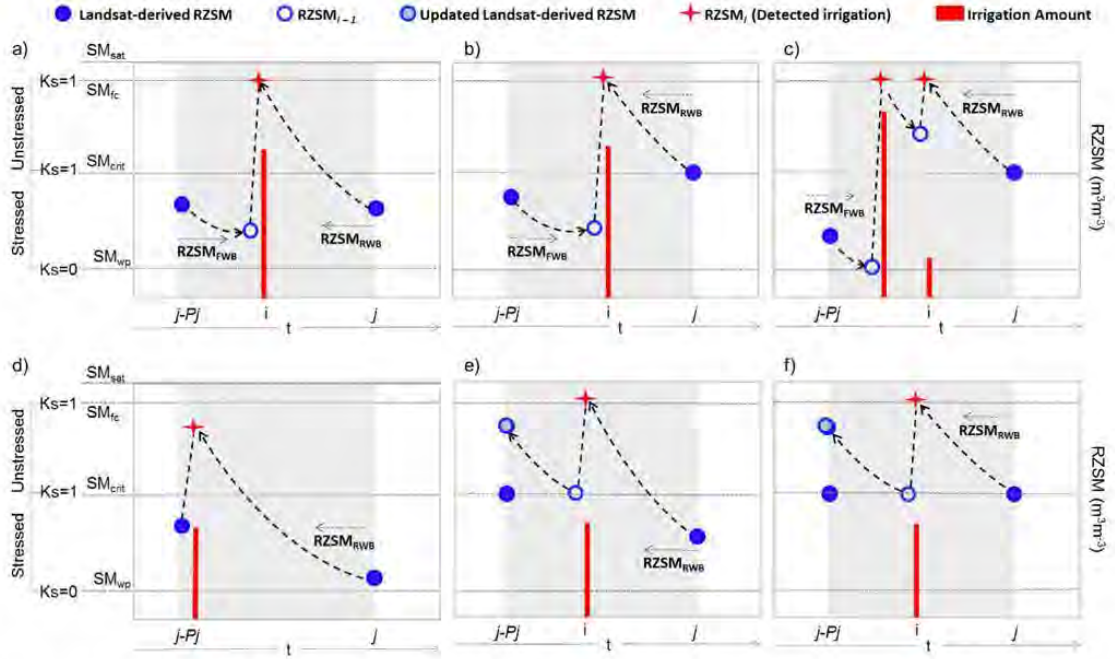 Landsat-derived RZSM RZSMi−1 Updated Landsat-derived RZSM RZSMi (Detected irrigation) Irrigation Amount
a) b) c)
SMsat
Ks=1
SMfc
Unstressed
Ks=1 SMcrit
Stressed
Ks=0 SMwp
RZSMFWB RZSMRWB
RZSMFWB RZSMRWB
RZSMFWB RZSMRWB
RZSM (m³m-³)
j-Pj i j j-Pj i j j-Pj i j
t t t
d) e) f)
SMsat
Ks=1
SMfc
Unstressed
Ks=1 SMcrit
Stressed
Ks=0 SMwp
RZSMRWB
RZSMRWB
RZSMRWB
RZSM (m³m-³)
j-Pj j j-Pj i j j-Pj i j
t t t